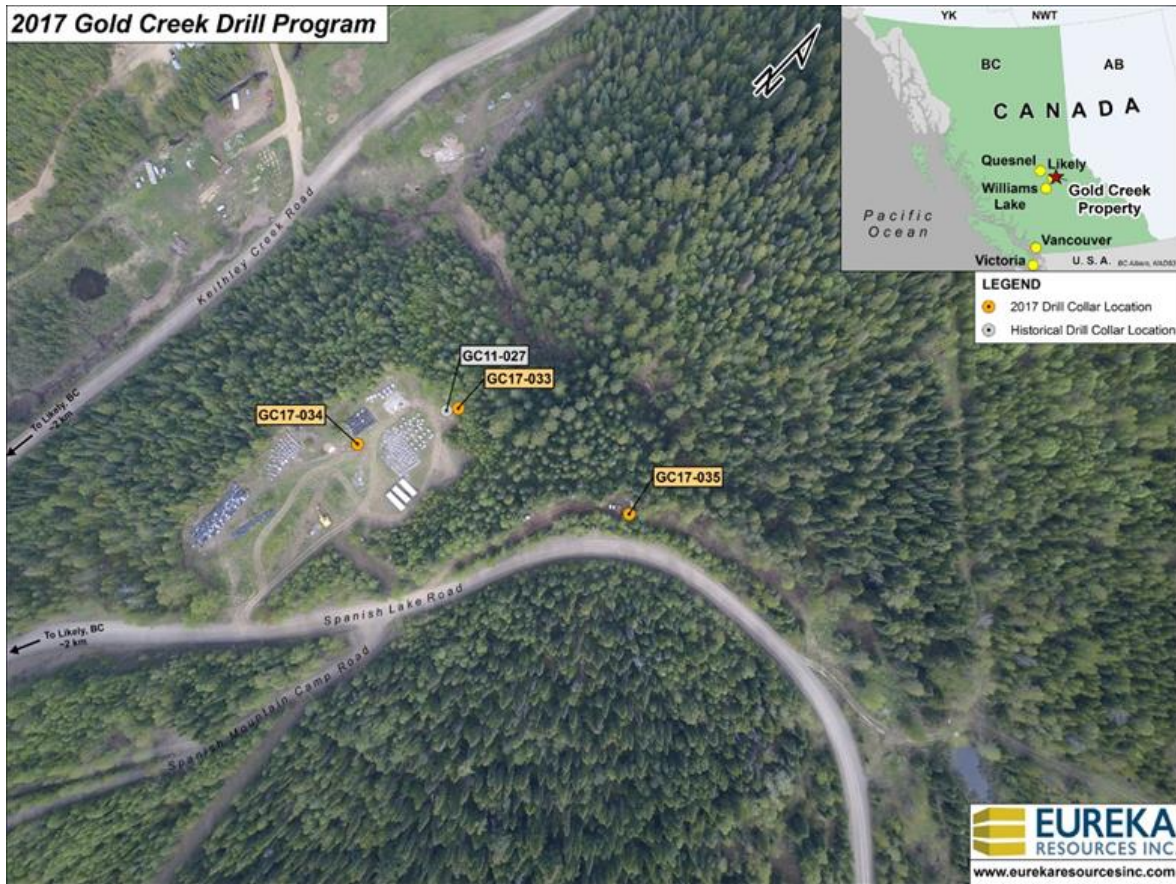 2017 Gold Creek Drill Program
N
YK
NWT
BC
AB
CANADA
Quesnel
Likely
Williams
Lake
Gold Creek
Property
Pacific
Ocean
Vancouver
Victoria
U.S.A.
BC Albers, NAD83
LEGEND
2017 Drill Collar Location
Historical Drill Collar Location
Keithley Creek Road
GC11-027
GC17-033
GC17-034
To Likely, BC
~2 km
GC17-035
Spanish Lake Road
To Likely, BC
~2 km
Spanish Mountain Camp Road
EUREKA
RESOURCES INC.
www.eurekaresourcesinc.com